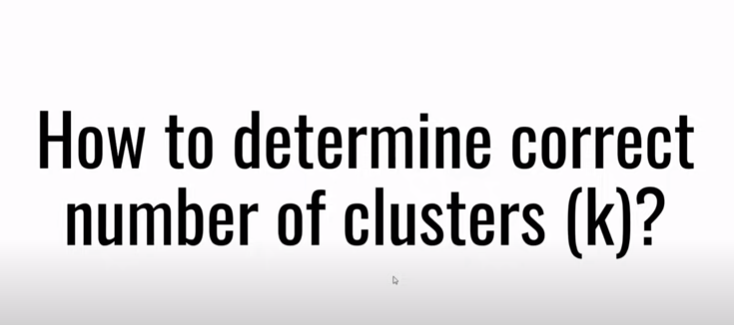 How to determine correct
number of clusters (k)?